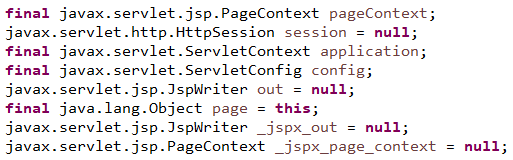 final javax.servlet.jsp.PageContext pageContext;
javax.servlet.http.HttpSession session = null;
final javax.servlet.ServletContext application;
final javax.servlet.ServletConfig config;
javax.servlet.jsp.JspWriter out = null;
final java.lang.Object page = this;
javax.servlet.jsp.JspWriter _jspx_out = null;
javax.servlet.jsp.PageContext _jspx_page_context = null;